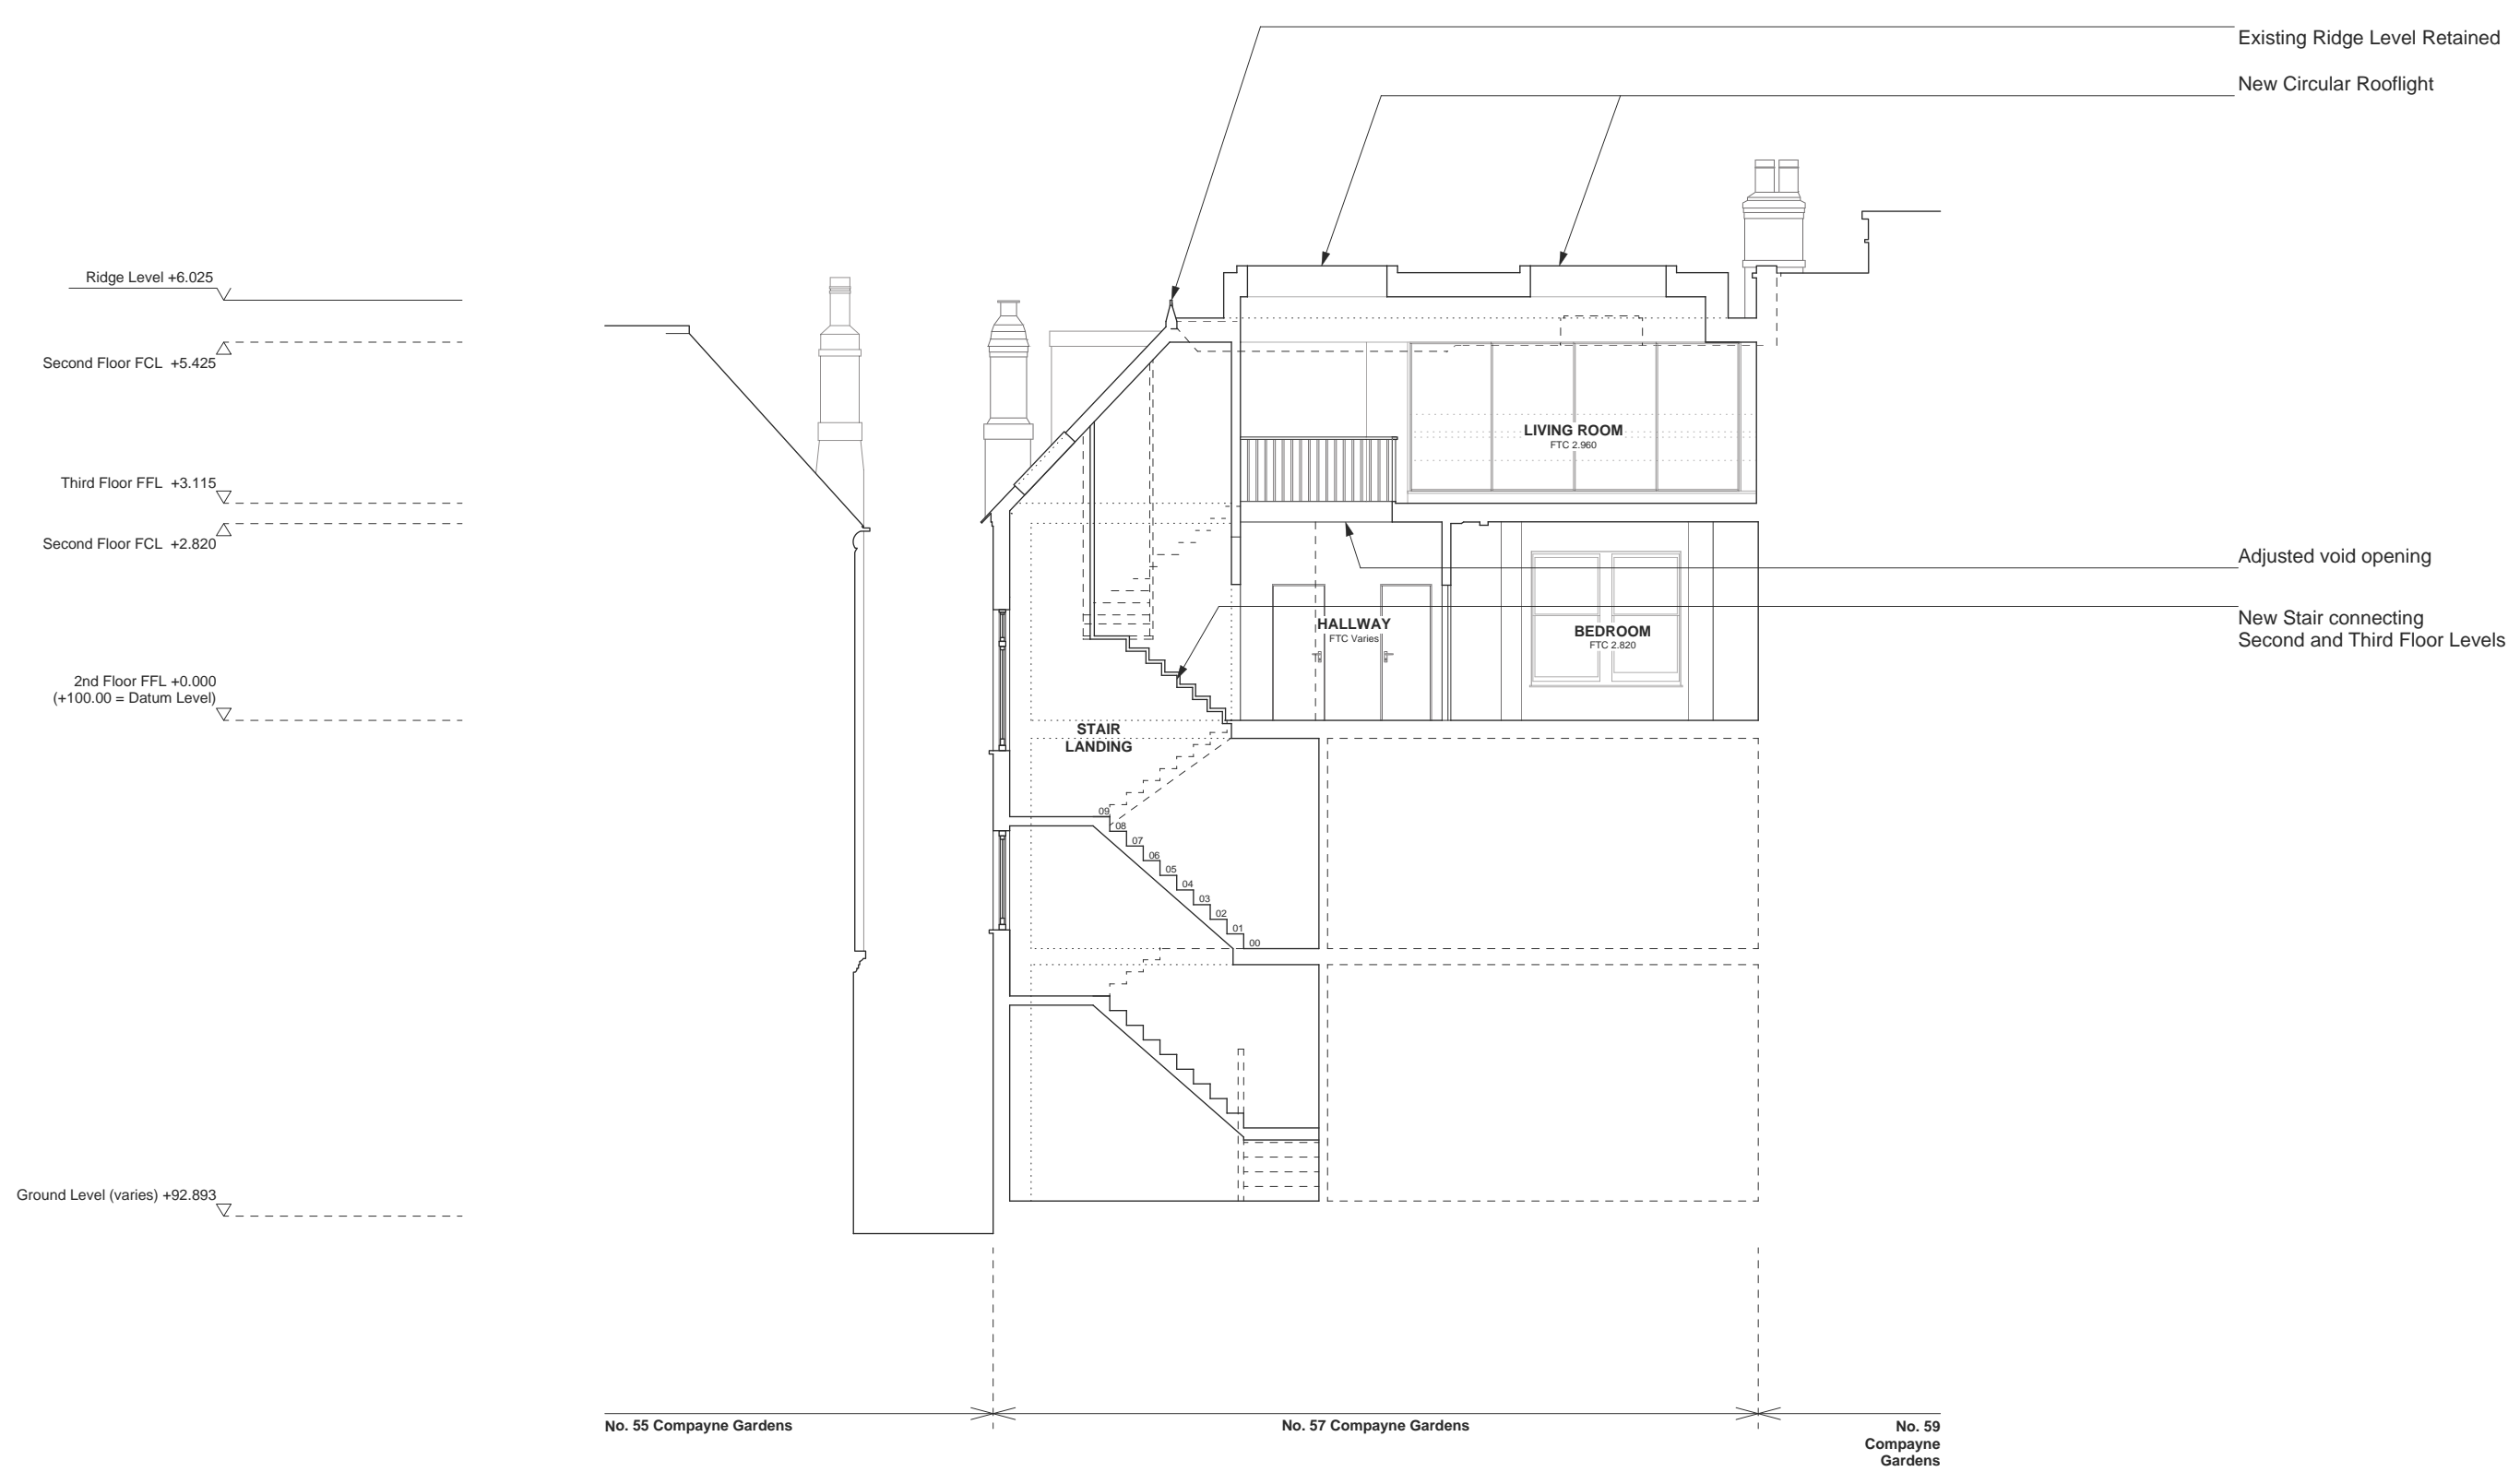 Existing Ridge Level Retained
New Circular Rooflight
Ridge Level +6.025
Second Floor FCL +5.425
LIVING ROOM
FTC 2.960
Third Floor FFL +3.115
Second Floor FCL +2.820
Adjusted void opening
New Stair connecting
Second and Third Floor Levels
HALLWAY
FTC Varies
BEDROOM
FTC 2.820
2nd Floor FFL +0.000
(+100.00 = Datum Level)
STAIR
LANDING
09
08
07
06
05
04
03
02
01
00
Ground Level (varies) +92.893
No. 55 Compayne Gardens
No. 57 Compayne Gardens
No. 59
Compayne
Gardens